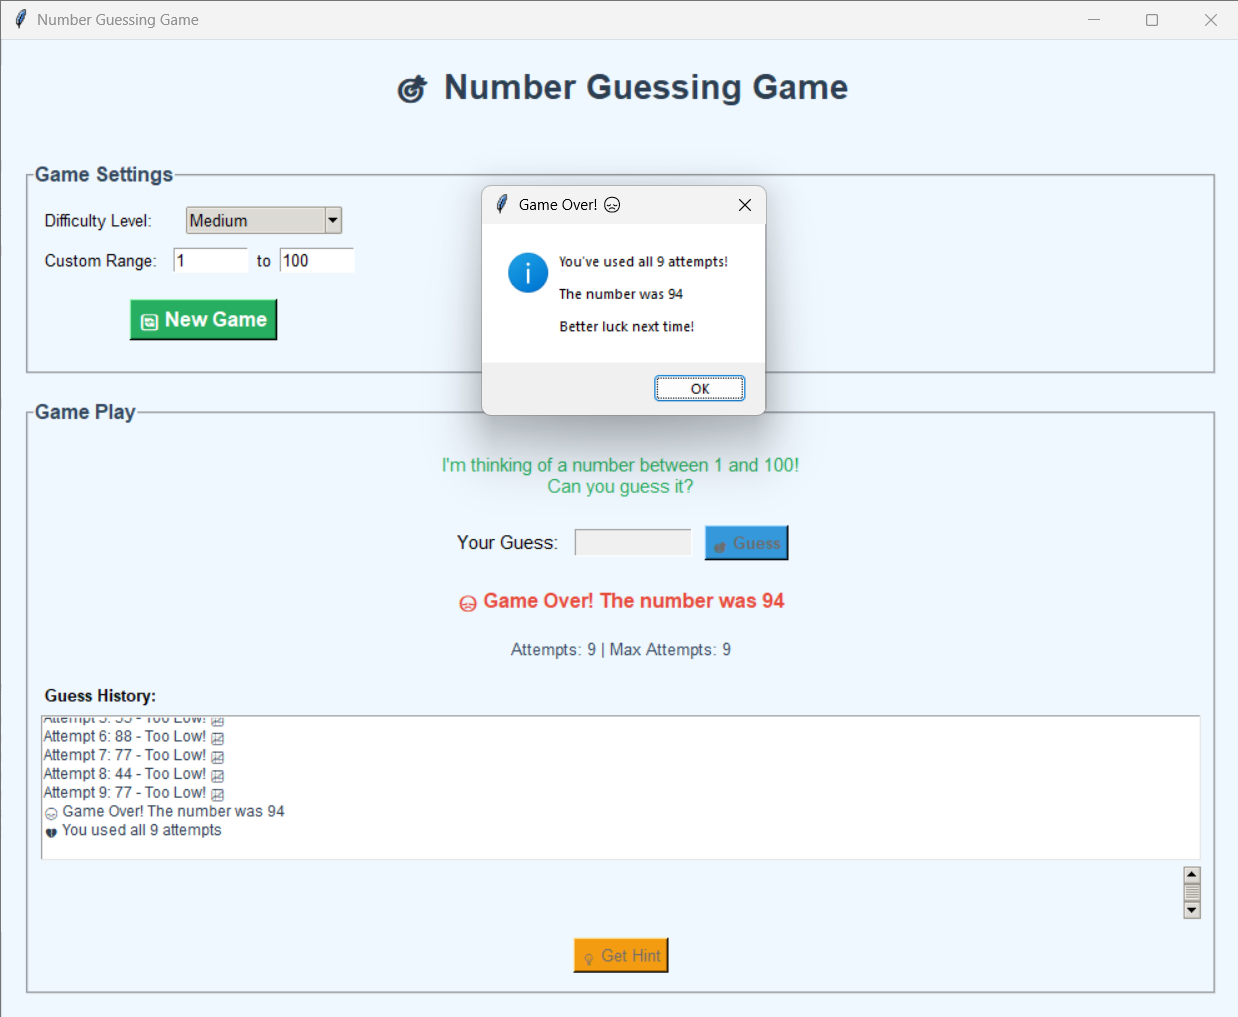 Number Guessing Game
Number Guessing Game
Game Settings
Difficulty Level: Medium
Custom Range: 1 to 100
New Game
Game Over!
You've used all 9 attempts!
The number was 94
Better luck next time!
OK
Game Play
I'm thinking of a number between 1 and 100!
Can you guess it?
Your Guess: Guess
Game Over! The number was 94
Attempts: 9 | Max Attempts: 9
Guess History:
Attempt 6: 88 - Too Low!
Attempt 7: 77 - Too Low!
Attempt 8: 44 - Too Low!
Attempt 9: 77 - Too Low!
Game Over! The number was 94
You used all 9 attempts
Get Hint